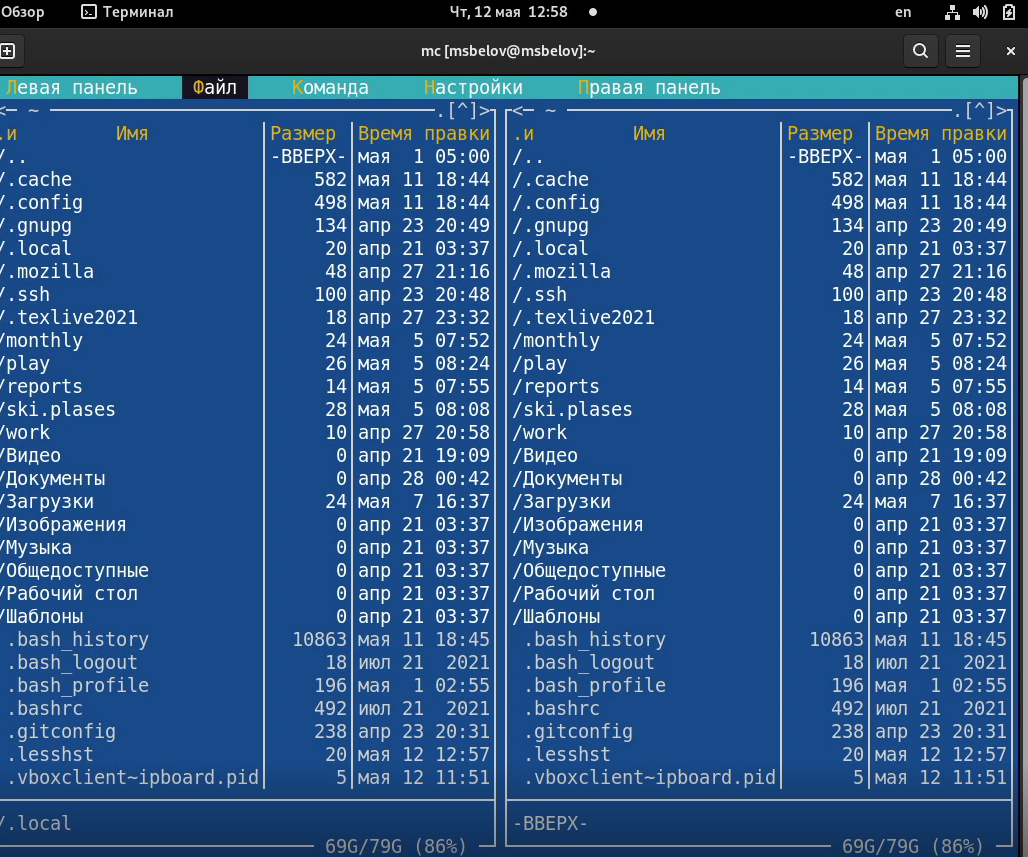 Обзор Терминал Чт, 12 мая 12:58 en
mc [msbelov@msbelov]:~
Левая панель Файл Команда Настройки Правая панель
<─ ~ .[^]> <─ ~ .[^]>
.и Имя Размер Время правки .и Имя Размер Время правки
/.. -ВВЕРХ- мая 1 05:00 /.. -ВВЕРХ- мая 1 05:00
/.cache 582 мая 11 18:44 /.cache 582 мая 11 18:44
/.config 498 мая 11 18:44 /.config 498 мая 11 18:44
/.gnupg 134 апр 23 20:49 /.gnupg 134 апр 23 20:49
/.local 20 апр 21 03:37 /.local 20 апр 21 03:37
/.mozilla 48 апр 27 21:16 /.mozilla 48 апр 27 21:16
/.ssh 100 апр 23 20:48 /.ssh 100 апр 23 20:48
/.texlive2021 18 апр 27 23:32 /.texlive2021 18 апр 27 23:32
/monthly 24 мая 5 07:52 /monthly 24 мая 5 07:52
/play 26 мая 5 08:24 /play 26 мая 5 08:24
/reports 14 мая 5 07:55 /reports 14 мая 5 07:55
/ski.plases 28 мая 5 08:08 /ski.plases 28 мая 5 08:08
/work 10 апр 27 20:58 /work 10 апр 27 20:58
/Видео 0 апр 21 19:09 /Видео 0 апр 21 19:09
/Документы 0 апр 28 00:42 /Документы 0 апр 28 00:42
/Загрузки 24 мая 7 16:37 /Загрузки 24 мая 7 16:37
/Изображения 0 апр 21 03:37 /Изображения 0 апр 21 03:37
/Музыка 0 апр 21 03:37 /Музыка 0 апр 21 03:37
/Общедоступные 0 апр 21 03:37 /Общедоступные 0 апр 21 03:37
/Рабочий стол 0 апр 21 03:37 /Рабочий стол 0 апр 21 03:37
/Шаблоны 0 апр 21 03:37 /Шаблоны 0 апр 21 03:37
.bash_history 10863 мая 11 18:45 .bash_history 10863 мая 11 18:45
.bash_logout 18 июл 21 2021 .bash_logout 18 июл 21 2021
.bash_profile 196 мая 1 02:55 .bash_profile 196 мая 1 02:55
.bashrc 492 июл 21 2021 .bashrc 492 июл 21 2021
.gitconfig 238 апр 23 20:31 .gitconfig 238 апр 23 20:31
.lesshst 20 мая 12 12:57 .lesshst 20 мая 12 12:57
.vboxclient~ipboard.pid 5 мая 12 11:51 .vboxclient~ipboard.pid 5 мая 12 11:51
/.local -ВВЕРХ-
69G/79G (86%) 69G/79G (86%)